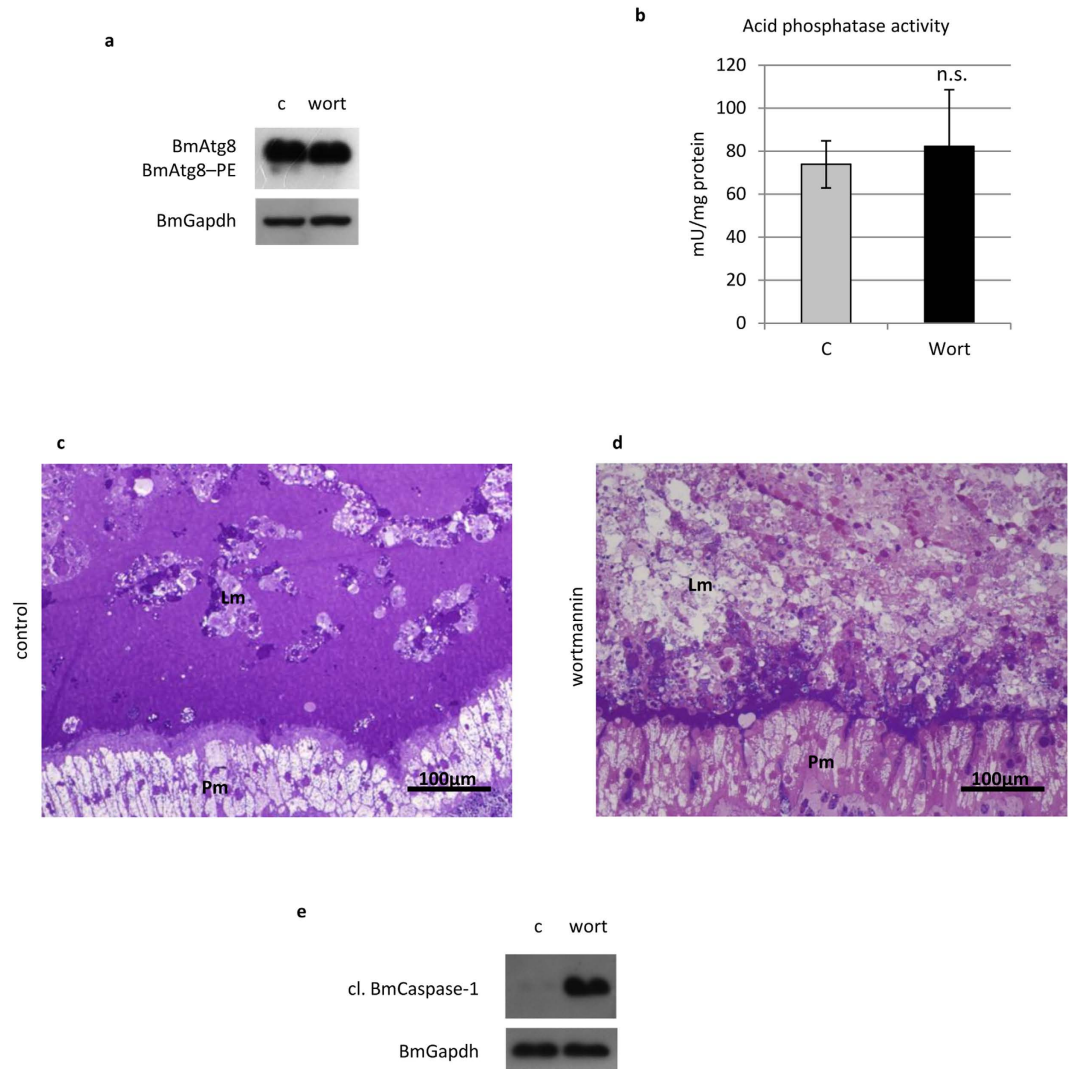 a
c wort
BmAtg8
BmAtg8–PE
BmGapdh
b
Acid phosphatase activity
mU/mg protein
120
100
80
60
40
20
0
n.s.
C Wort
c
control
Lm
Pm
100µm
d
wortmannin
Lm
Pm
100µm
e
c wort
cl. BmCaspase-1
BmGapdh